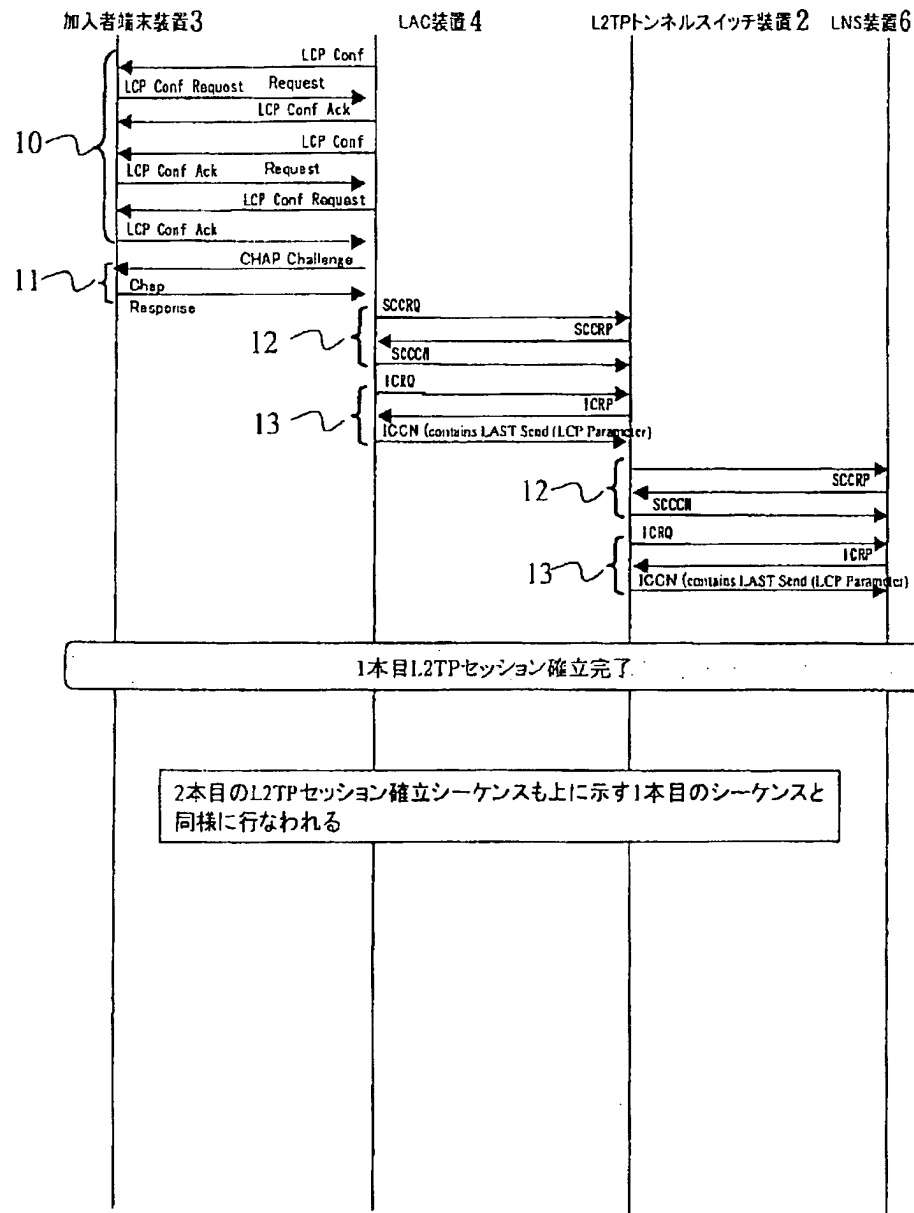 加入者端末装置3 LAC装置4 L2TPトンネルスイッチ装置2 LNS装置6
LCP Conf
LCP Conf Request Request
LCP Conf Ack
10
LCP Conf
LCP Conf Ack Request
LCP Conf Request
LCP Conf Ack
CHAP Challenge
11
Chap
Response
SCCRQ
12
SCCRP
SCCCN
ICRQ
13
ICRP
ICCN (contains LAST Send (LCP Parameter)
12
SCCRP
SCCCN
ICRQ
13
ICRP
ICCN (contains LAST Send (LCP Parameter)
1本目L2TPセッション確立完了
2本目のL2TPセッション確立シーケンスも上に示す1本目のシーケンスと
同様に行なわれる